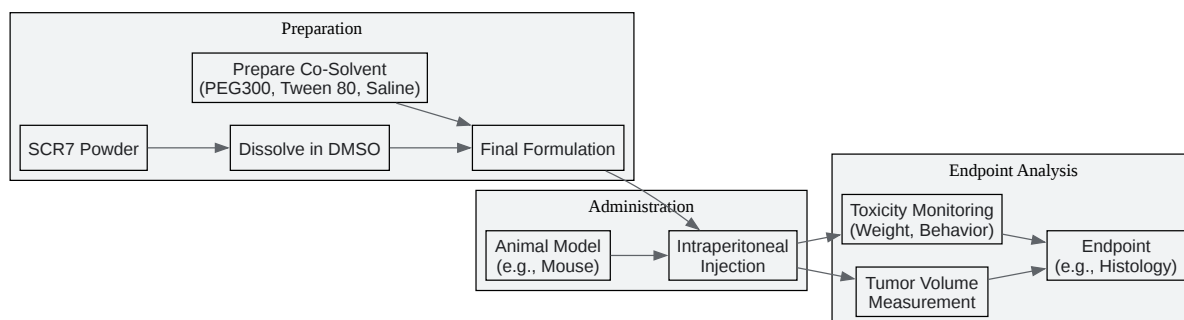 Preparation
Prepare Co-Solvent
(PEG300, Tween 80, Saline)
SCR7 Powder
Dissolve in DMSO
Final Formulation
Administration
Animal Model
(e.g., Mouse)
Intraperitoneal
Injection
Endpoint Analysis
Toxicity Monitoring
(Weight, Behavior)
Tumor Volume
Measurement
Endpoint
(e.g., Histology)